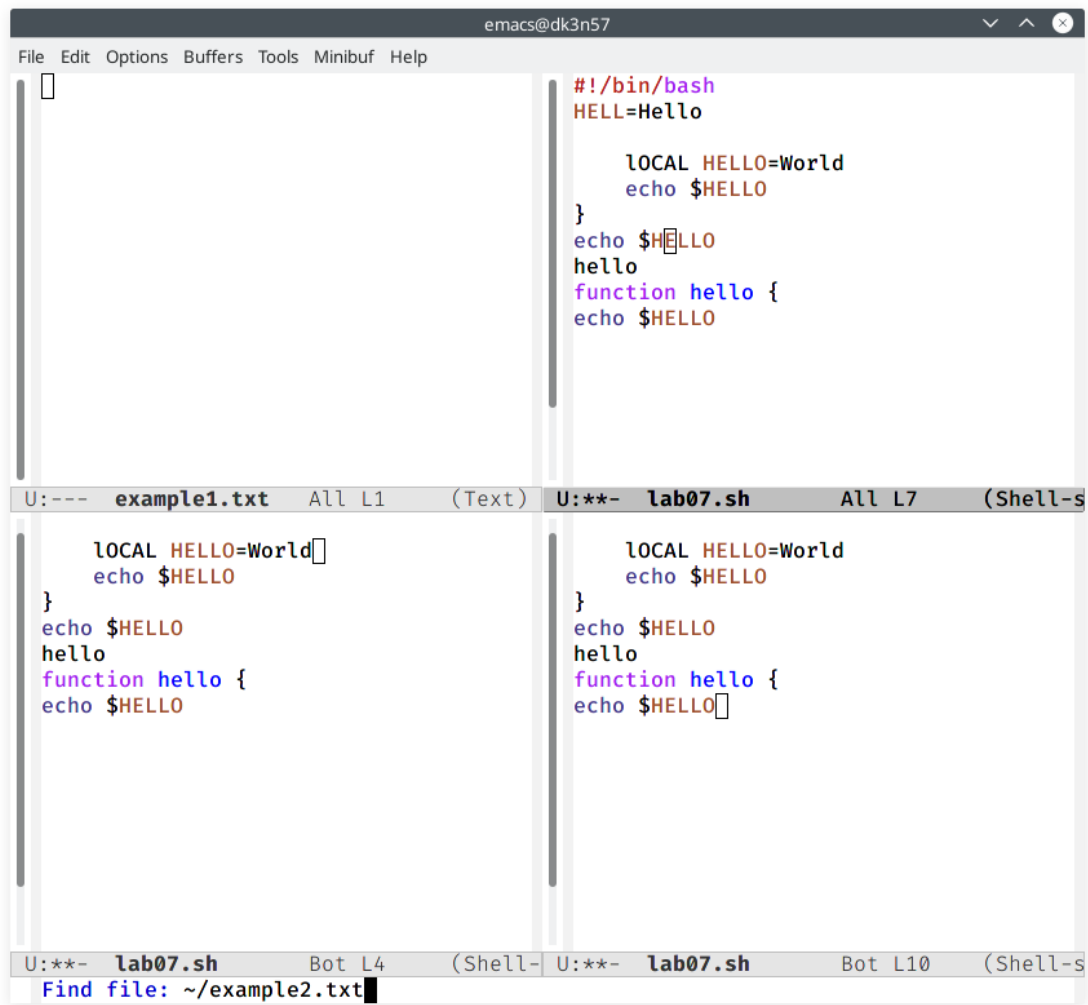 emacs@dk3n57
File Edit Options Buffers Tools Minibuf Help
#!/bin/bash
HELL=Hello
lOCAL HELLO=World
echo $HELLO
}
echo $HELLO
hello
function hello {
echo $HELLO
U:--- example1.txt All L1 (Text)
U:**- lab07.sh All L7 (Shell-s
lOCAL HELLO=World
echo $HELLO
}
echo $HELLO
hello
function hello {
echo $HELLO
lOCAL HELLO=World
echo $HELLO
}
echo $HELLO
hello
function hello {
echo $HELLO
U:**- lab07.sh Bot L4 (Shell-
U:**- lab07.sh Bot L10 (Shell-s
Find file: ~/example2.txt